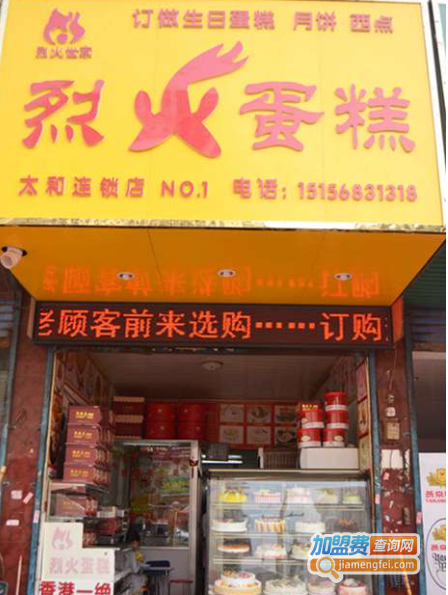 订做生日蛋糕 月饼 西点
烈火世家
烈火蛋糕
太和连锁店 NO.1 电话：15156831318
顾客前来选购……订购
烈火蛋糕
香港一绝
加盟费查询网
jiamengfei.com